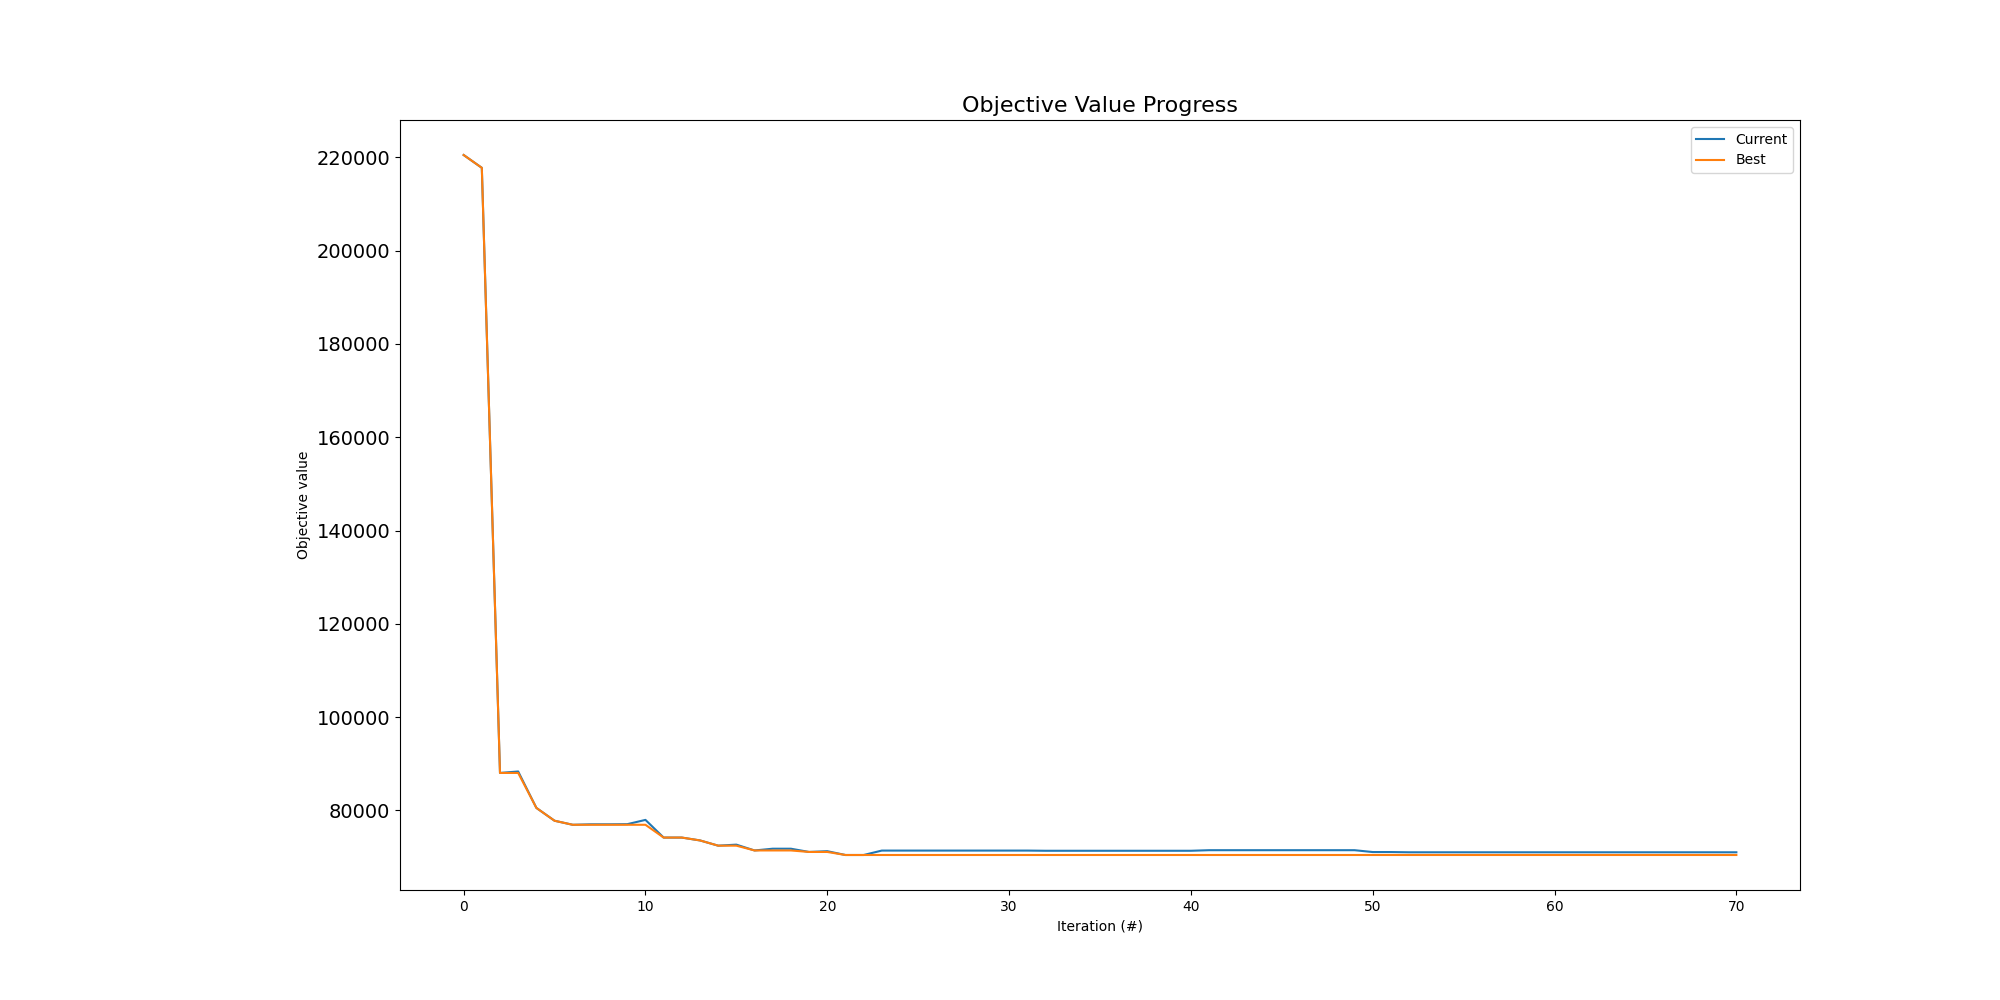 Objective Value Progress
Current
Best
220000
200000
180000
160000
140000
120000
100000
80000
Objective value
0 10 20 30 40 50 60 70
Iteration (#)